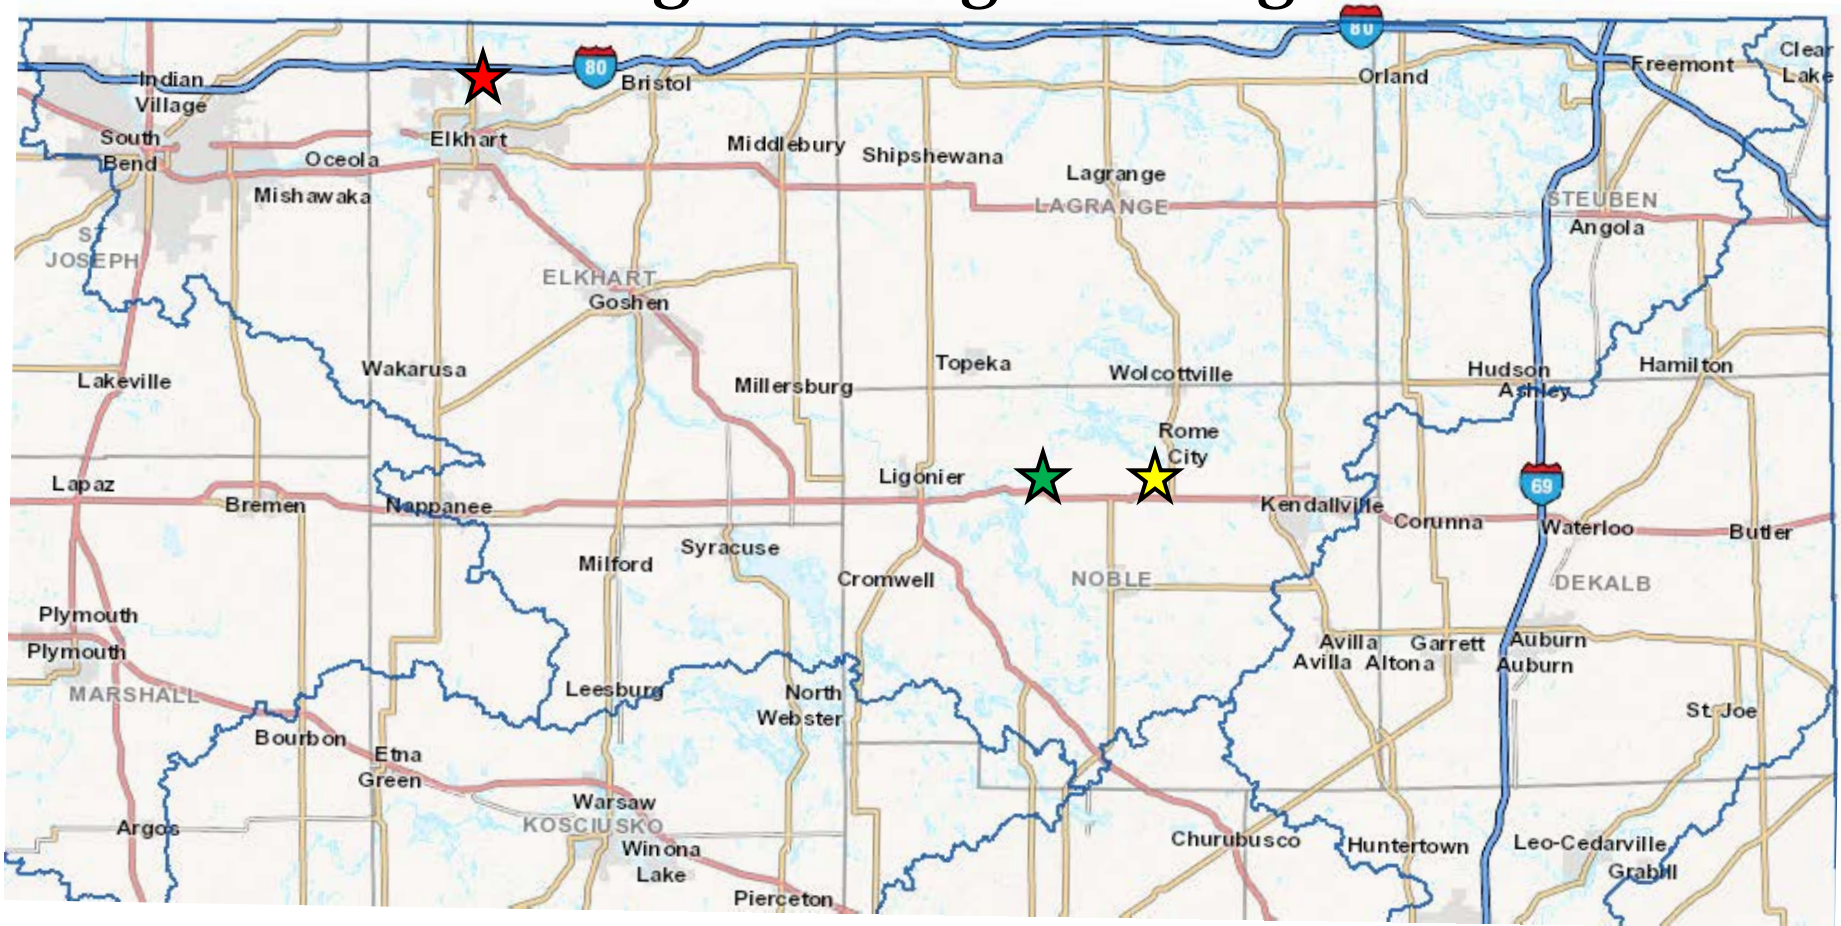 80
Clear
Lake
Freemont
80
Indian
Village
Bristol
Orland
South
Bend
Elkhart
Oceola
Middlebury
Shipshewana
Lagrange
Mishawaka
LAGRANGE
STEUBEN
Angola
ST
JOSEPH
ELKHART
Goshen
Lakeville
Wakarusa
Millersburg
Topeka
Wolcottville
Hudson
Ashley
Hamilton
Rome
City
Lapaz
Bremen
Nappanee
Ligonier
Kendallville
69
Corunna
Waterloo
Butler
Milford
Syracuse
Cromwell
NOBLE
DEKALB
Plymouth
Plymouth
Avilla
Garrett
Auburn
Avilla
Altona
Auburn
MARSHALL
Leesburg
North
Webster
St. Joe
Bourbon
Etna
Green
Warsaw
KOSCIUSKO
Argos
Winona
Lake
Churubusco
Huntertown
Leo-Cedarville
Grabill
Pierceton